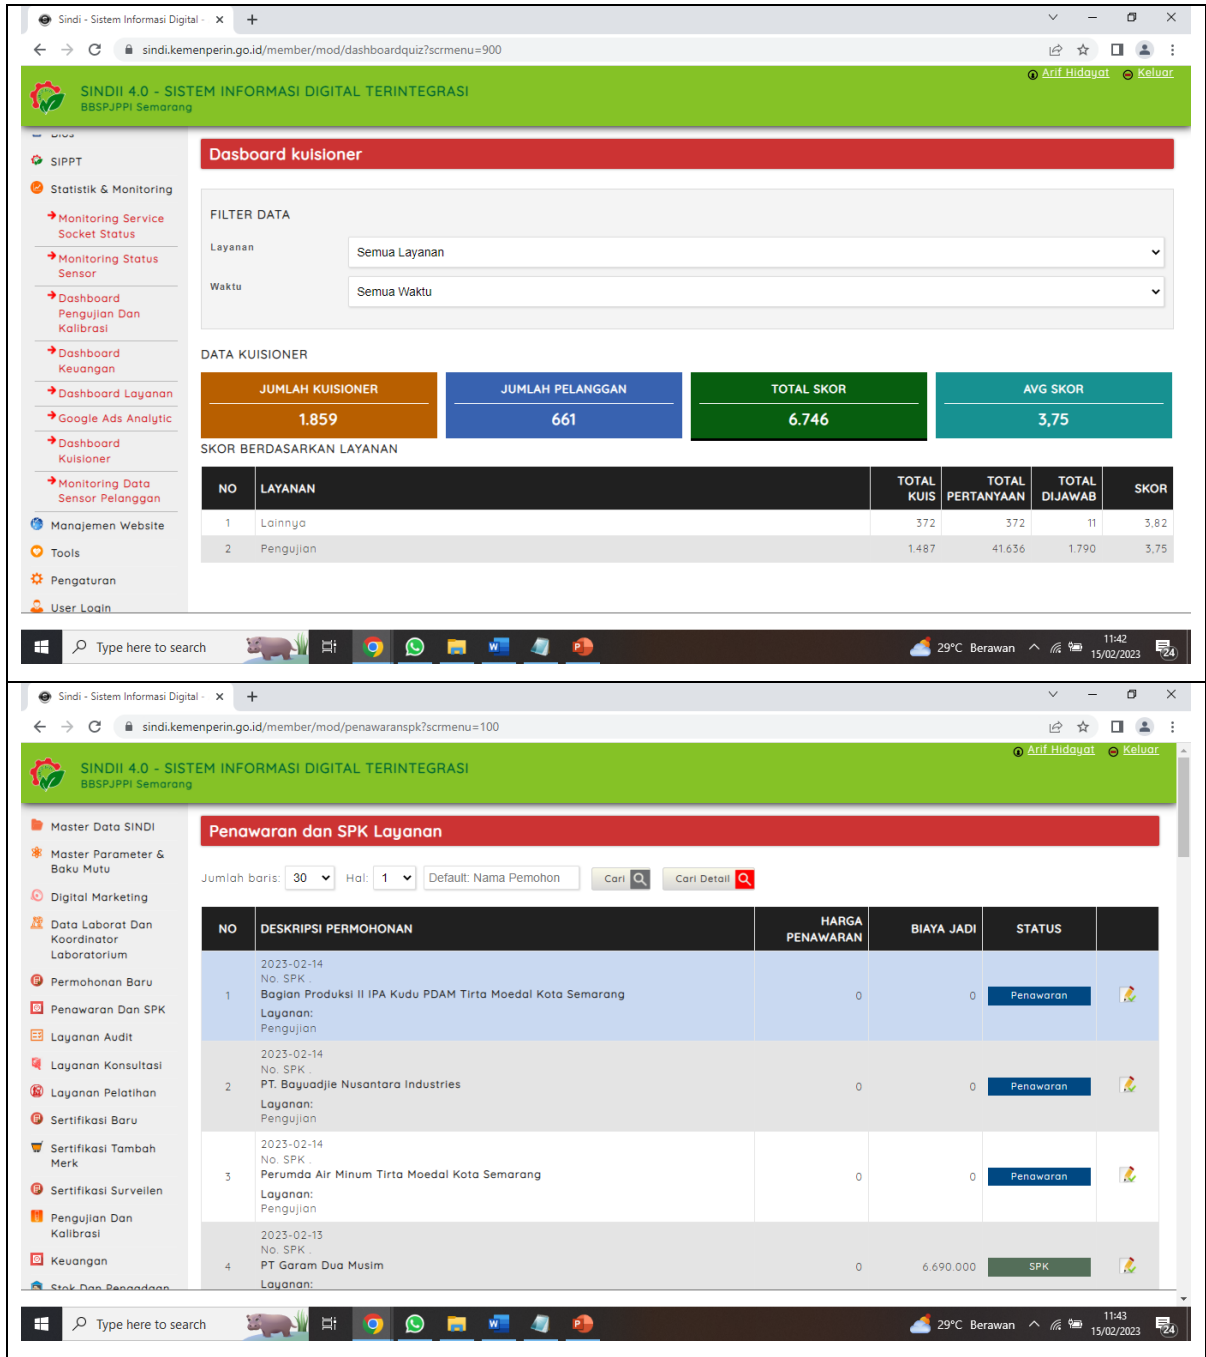 Sindi - Sistem Informasi Digital -
sindi.kemenperin.go.id/member/mod/dashboardquiz?scrmenu=900
Arif Hidayat Keluar
SINDII 4.0 - SISTEM INFORMASI DIGITAL TERINTEGRASI
BBSPJPPI Semarang
SIPPT
Statistik & Monitoring
Monitoring Service
Socket Status
Monitoring Status
Sensor
Dashboard
Pengujian Dan
Kalibrasi
Dashboard
Keuangan
Dashboard Layanan
Google Ads Analytic
Dashboard
Kuisioner
Monitoring Data
Sensor Pelanggan
Manajemen Website
Tools
Pengaturan
User Login
Dasboard kuisioner
FILTER DATA
Layanan Semua Layanan
Waktu Semua Waktu
DATA KUISIONER
JUMLAH KUISIONER JUMLAH PELANGGAN TOTAL SKOR AVG SKOR
1.859 661 6.746 3,75
SKOR BERDASARKAN LAYANAN
NO LAYANAN TOTAL KUIS TOTAL PERTANYAAN TOTAL DIJAWAB SKOR
1 Lainnya 372 372 11 3,82
2 Pengujian 1.487 41.636 1.790 3,75
Type here to search 29°C Berawan 11:42
15/02/2023 24
Sindi - Sistem Informasi Digital -
sindi.kemenperin.go.id/member/mod/penawaranspk?scrmenu=100
Arif Hidayat Keluar
SINDII 4.0 - SISTEM INFORMASI DIGITAL TERINTEGRASI
BBSPJPPI Semarang
Master Data SINDI
Master Parameter &
Baku Mutu
Digital Marketing
Data Laborat Dan
Koordinator
Laboratorium
Permohonan Baru
Penawaran Dan SPK
Layanan Audit
Layanan Konsultasi
Layanan Pelatihan
Sertifikasi Baru
Sertifikasi Tambah
Merk
Sertifikasi Surveilen
Pengujian Dan
Kalibrasi
Keuangan
Stok Dan Pengadaan
Penawaran dan SPK Layanan
Jumlah baris: 30 Hal: 1 Default: Nama Pemohon Cari Cari Detail
NO DESKRIPSI PERMOHONAN HARGA PENAWARAN BIAYA JADI STATUS
2023-02-14
No. SPK .
1 Bagian Produksi II IPA Kudu PDAM Tirta Moedal Kota Semarang 0 0 Penawaran
Layanan:
Pengujian
2023-02-14
No. SPK .
2 PT. Bayuadjie Nusantara Industries 0 0 Penawaran
Layanan:
Pengujian
2023-02-14
No. SPK .
3 Perumda Air Minum Tirta Moedal Kota Semarang 0 0 Penawaran
Layanan:
Pengujian
2023-02-13
No. SPK .
4 PT Garam Dua Musim 0 6.690.000 SPK
Layanan:
Type here to search 29°C Berawan 11:43
15/02/2023 24